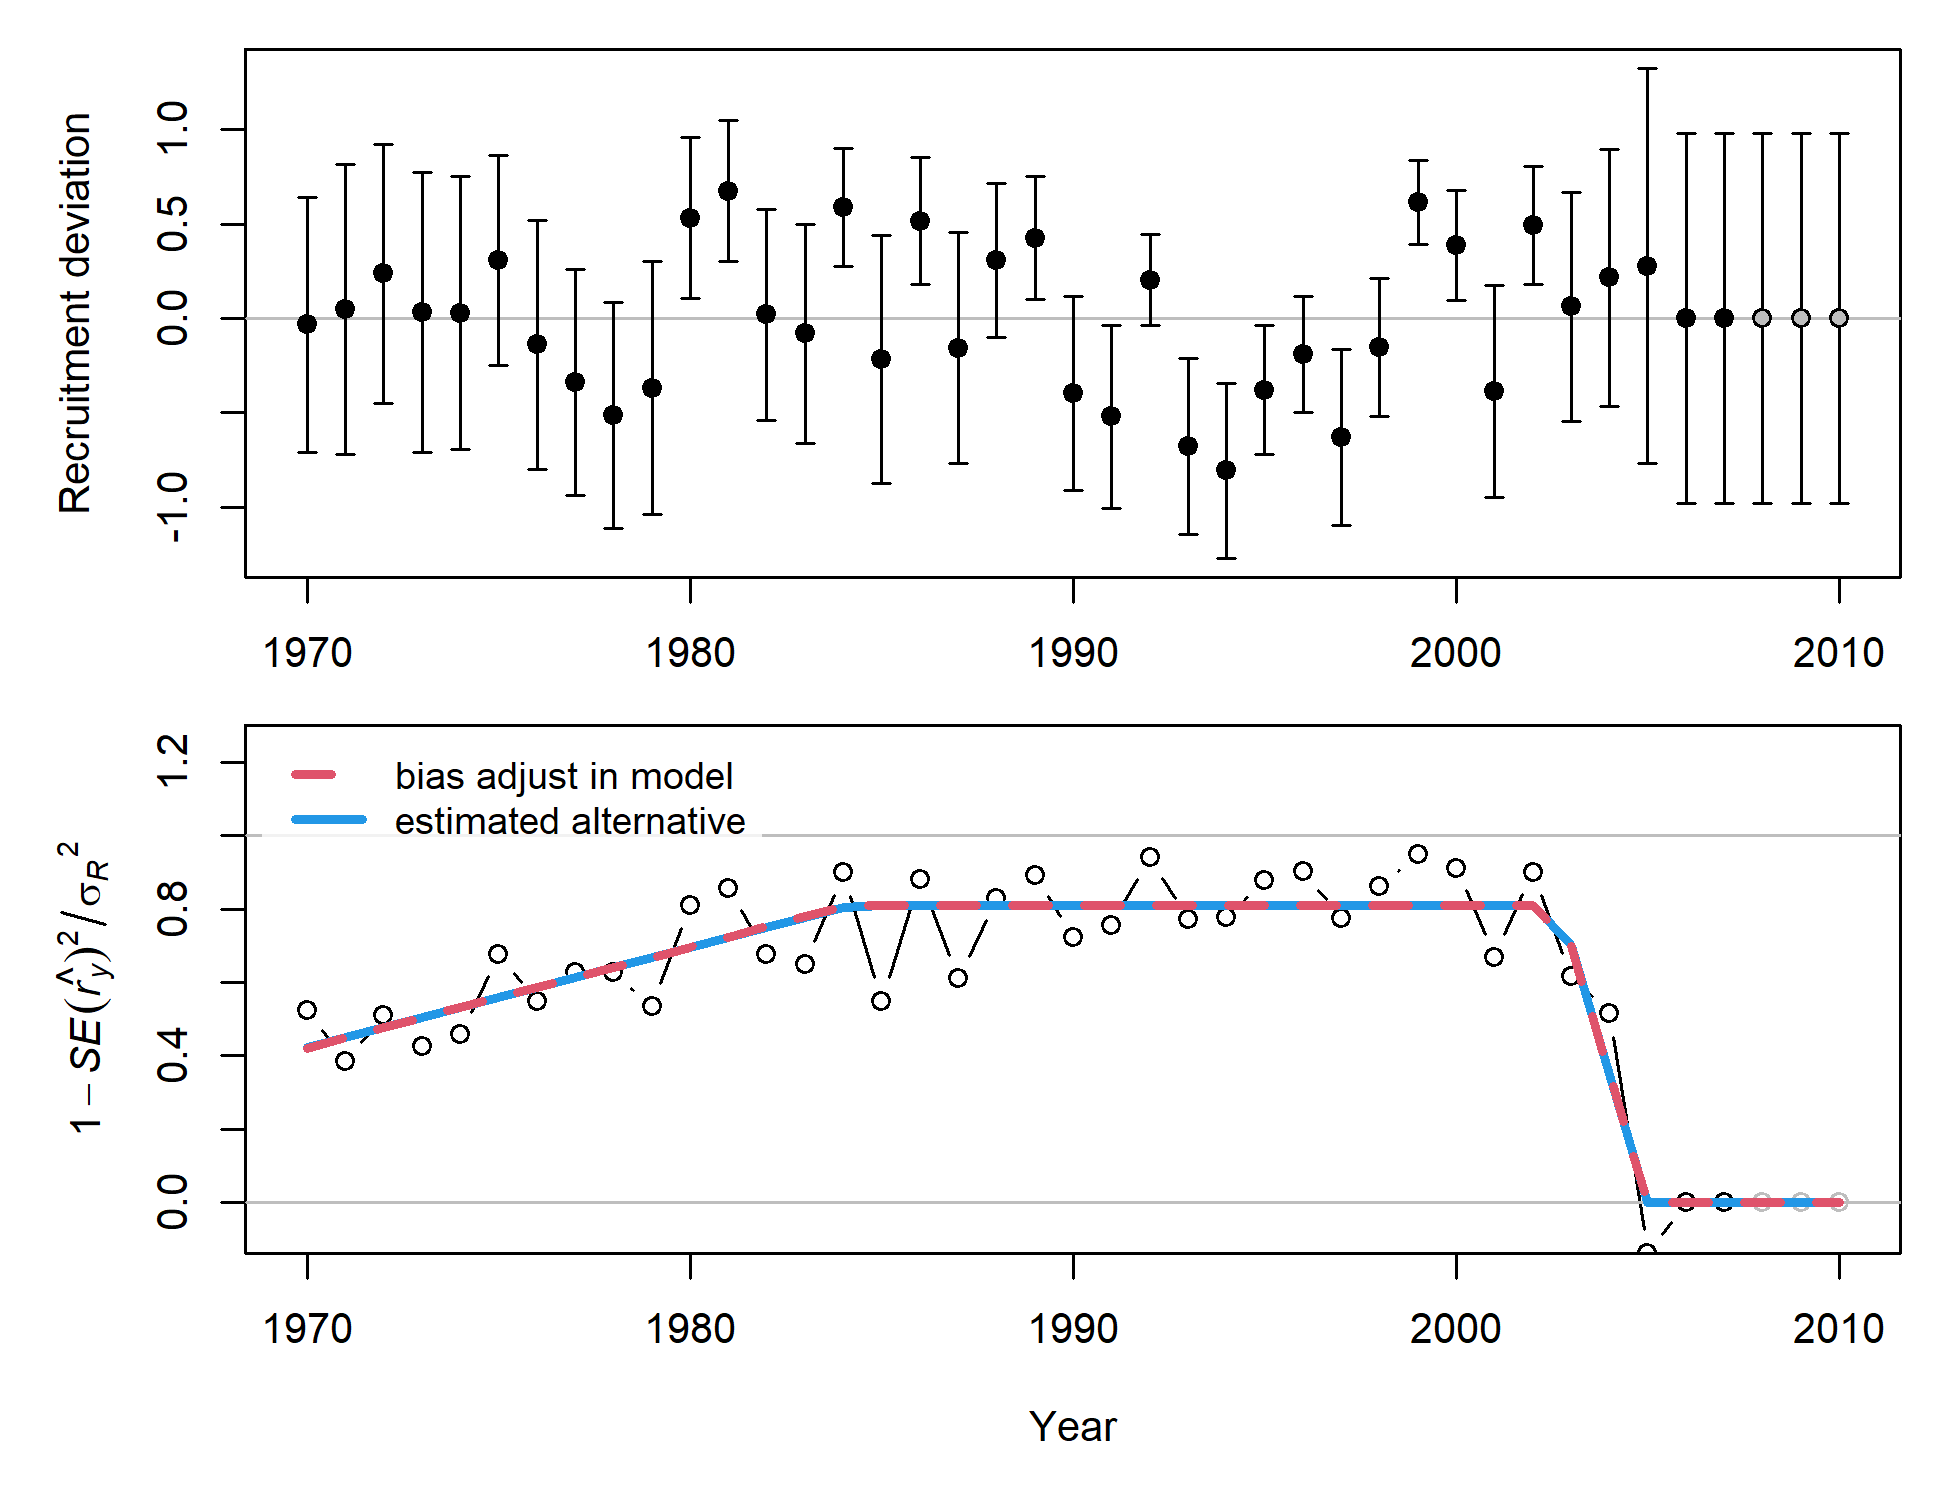 Recruitment deviation
1.0
0.5
0.0
-1.0
1970 1980 1990 2000 2010
bias adjust in model
estimated alternative
1 − SE(r̂y)² / σR²
1.2
0.8
0.4
0.0
1970 1980 1990 2000 2010
Year